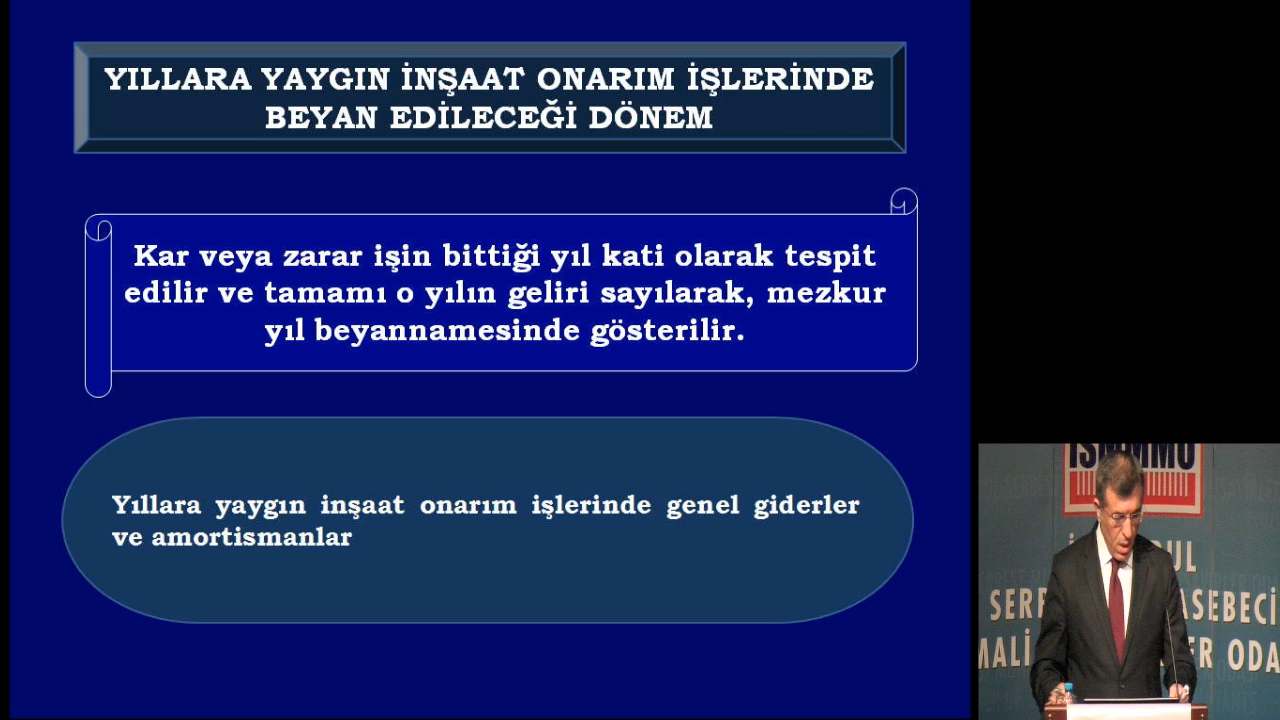 YILLARA YAYGIN İNŞAAT ONARIM İŞLERİNDE
BEYAN EDİLECEĞİ DÖNEM
Kar veya zarar işin bittiği yıl kati olarak tespit
edilir ve tamamı o yılın geliri sayılarak, mezkur
yıl beyannamesinde gösterilir.
Yıllara yaygın inşaat onarım işlerinde genel giderler
ve amortismanlar
İSMMMO